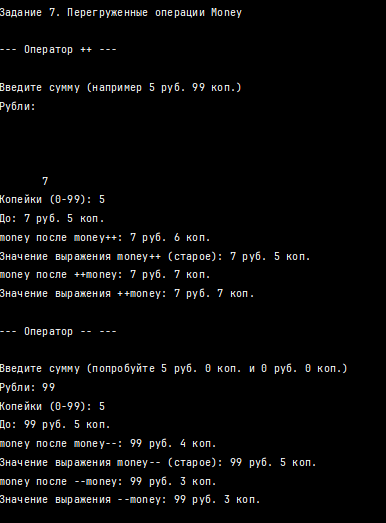 Задание 7. Перегруженные операции Money
--- Оператор ++ ---
Введите сумму (например 5 руб. 99 коп.)
Рубли:
7
Копейки (0-99): 5
До: 7 руб. 5 коп.
money после money++: 7 руб. 6 коп.
Значение выражения money++ (старое): 7 руб. 5 коп.
money после ++money: 7 руб. 7 коп.
Значение выражения ++money: 7 руб. 7 коп.
--- Оператор -- ---
Введите сумму (попробуйте 5 руб. 0 коп. и 0 руб. 0 коп.)
Рубли: 99
Копейки (0-99): 5
До: 99 руб. 5 коп.
money после money--: 99 руб. 4 коп.
Значение выражения money-- (старое): 99 руб. 5 коп.
money после --money: 99 руб. 3 коп.
Значение выражения --money: 99 руб. 3 коп.